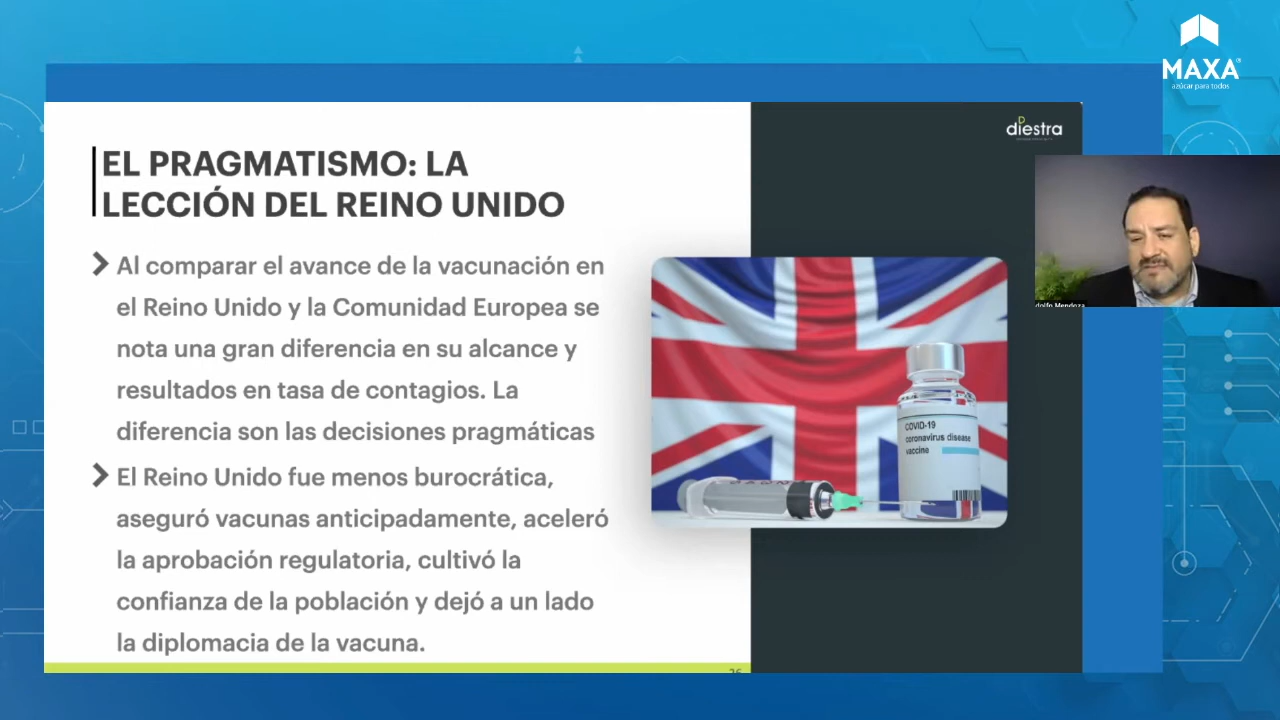 MAXA
azúcar para todos
diestra
EL PRAGMATISMO: LA
LECCIÓN DEL REINO UNIDO
Al comparar el avance de la vacunación en
el Reino Unido y la Comunidad Europea se
nota una gran diferencia en su alcance y
resultados en tasa de contagios. La
diferencia son las decisiones pragmáticas
El Reino Unido fue menos burocrática,
aseguró vacunas anticipadamente, aceleró
la aprobación regulatoria, cultivó la
confianza de la población y dejó a un lado
la diplomacia de la vacuna.
COVID-19
coronavirus disease
vaccine
Mendoza